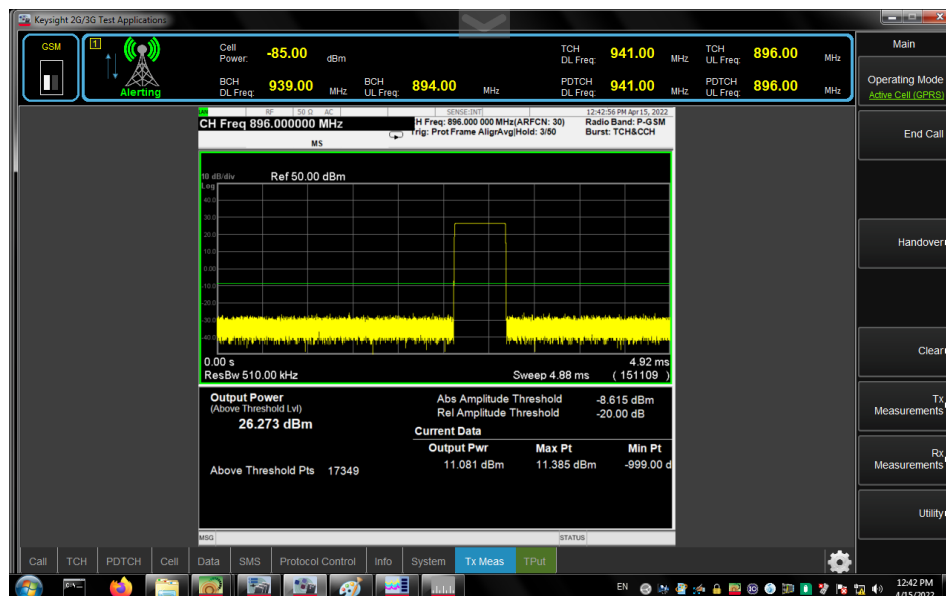 Keysight 2G/3G Test Applications
GSM
1
Alerting
Cell Power: -85.00 dBm
TCH DL Freq: 941.00 MHz
TCH UL Freq: 896.00 MHz
BCH DL Freq: 939.00 MHz
BCH UL Freq: 894.00 MHz
PDTCH DL Freq: 941.00 MHz
PDTCH UL Freq: 896.00 MHz
Main
Operating Mode
Active Cell (GPRS)
End Call
Handover
Clear
Tx Measurements
Rx Measurements
Utility
RF 50 Ω AC SENSE:INT 12:42:56 PM Apr 15, 2022
CH Freq 896.000000 MHz
H Freq: 896.000 000 MHz(ARFCN: 30) Radio Band: P-GSM
Trig: Prot Frame AlignAvg|Hold: 3/50 Burst: TCH&CCH
MS
10 dB/div Ref 50.00 dBm
Log
40.0
30.0
20.0
10.0
0.00
-10.0
-20.0
-30.0
-40.0
0.00 s 4.92 ms
ResBw 510.00 kHz Sweep 4.88 ms (151109)
Output Power
(Above Threshold Lvl)
26.273 dBm
Above Threshold Pts 17349
Abs Amplitude Threshold -8.615 dBm
Rel Amplitude Threshold -20.00 dB
Current Data
Output Pwr Max Pt Min Pt
11.081 dBm 11.385 dBm -999.00 d
MSG STATUS
Call TCH PDTCH Cell Data SMS Protocol Control Info System Tx Meas TPut
EN
12:42 PM
4/15/2022